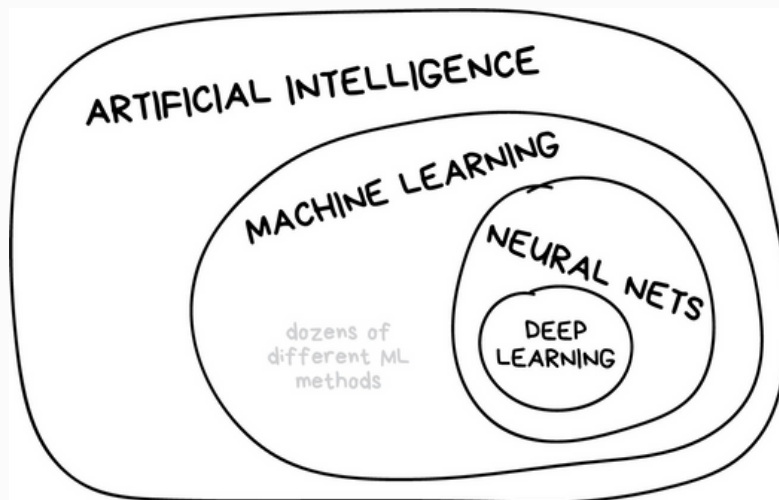 ARTIFICIAL INTELLIGENCE
MACHINE LEARNING
NEURAL NETS
DEEP
LEARNING
dozens of
different ML
methods